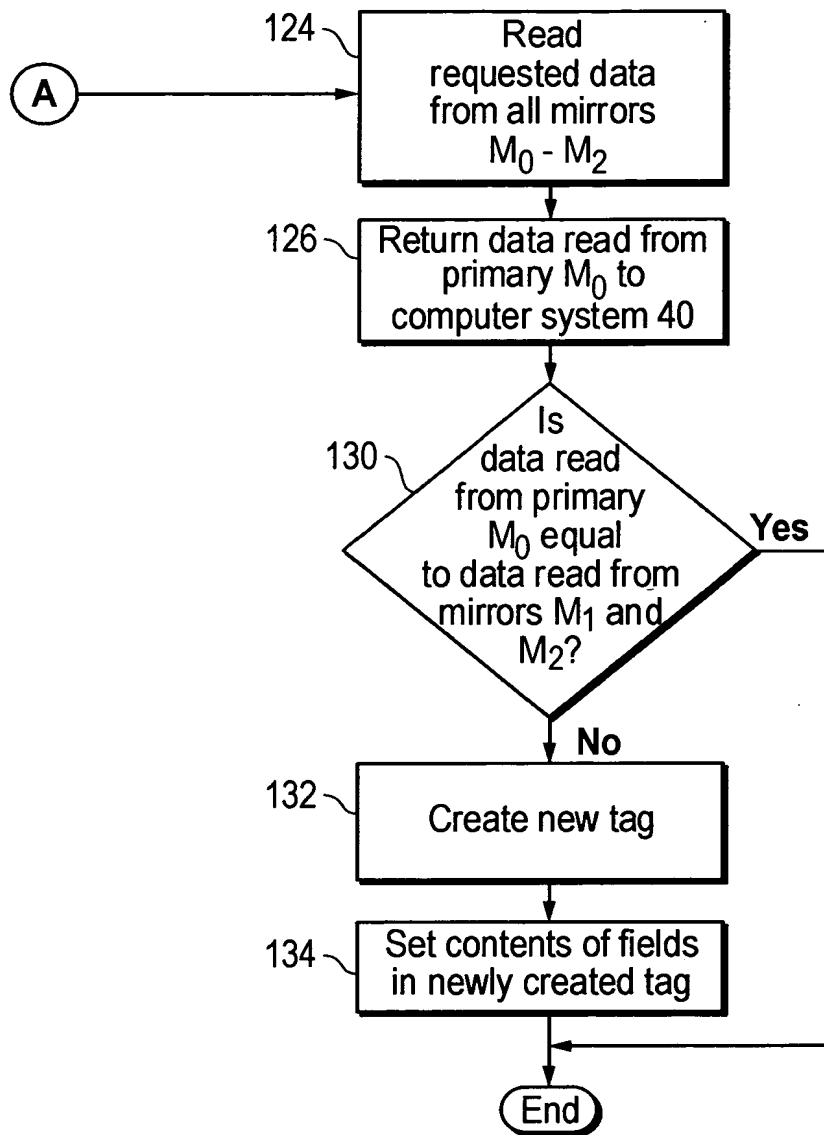 124
A
Read
requested data
from all mirrors
M₀ - M₂
126
Return data read from
primary M₀ to
computer system 40
130
Is
data read
from primary
M₀ equal
to data read from
mirrors M₁ and
M₂?
Yes
No
132
Create new tag
134
Set contents of fields
in newly created tag
End